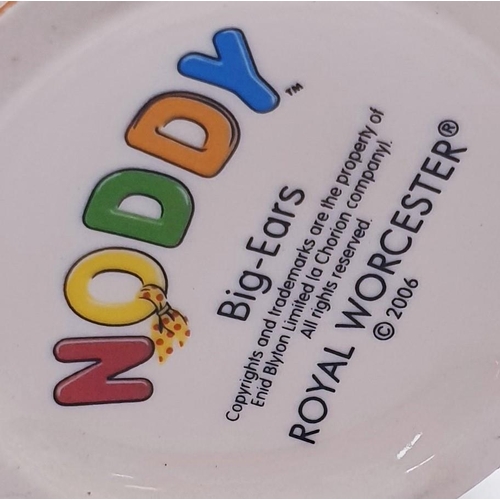 NODDY™
Big-Ears
Copyrights and trademarks are the property of
Enid Blyton Limited (a Chorion company).
All rights reserved.
ROYAL WORCESTER®
© 2006